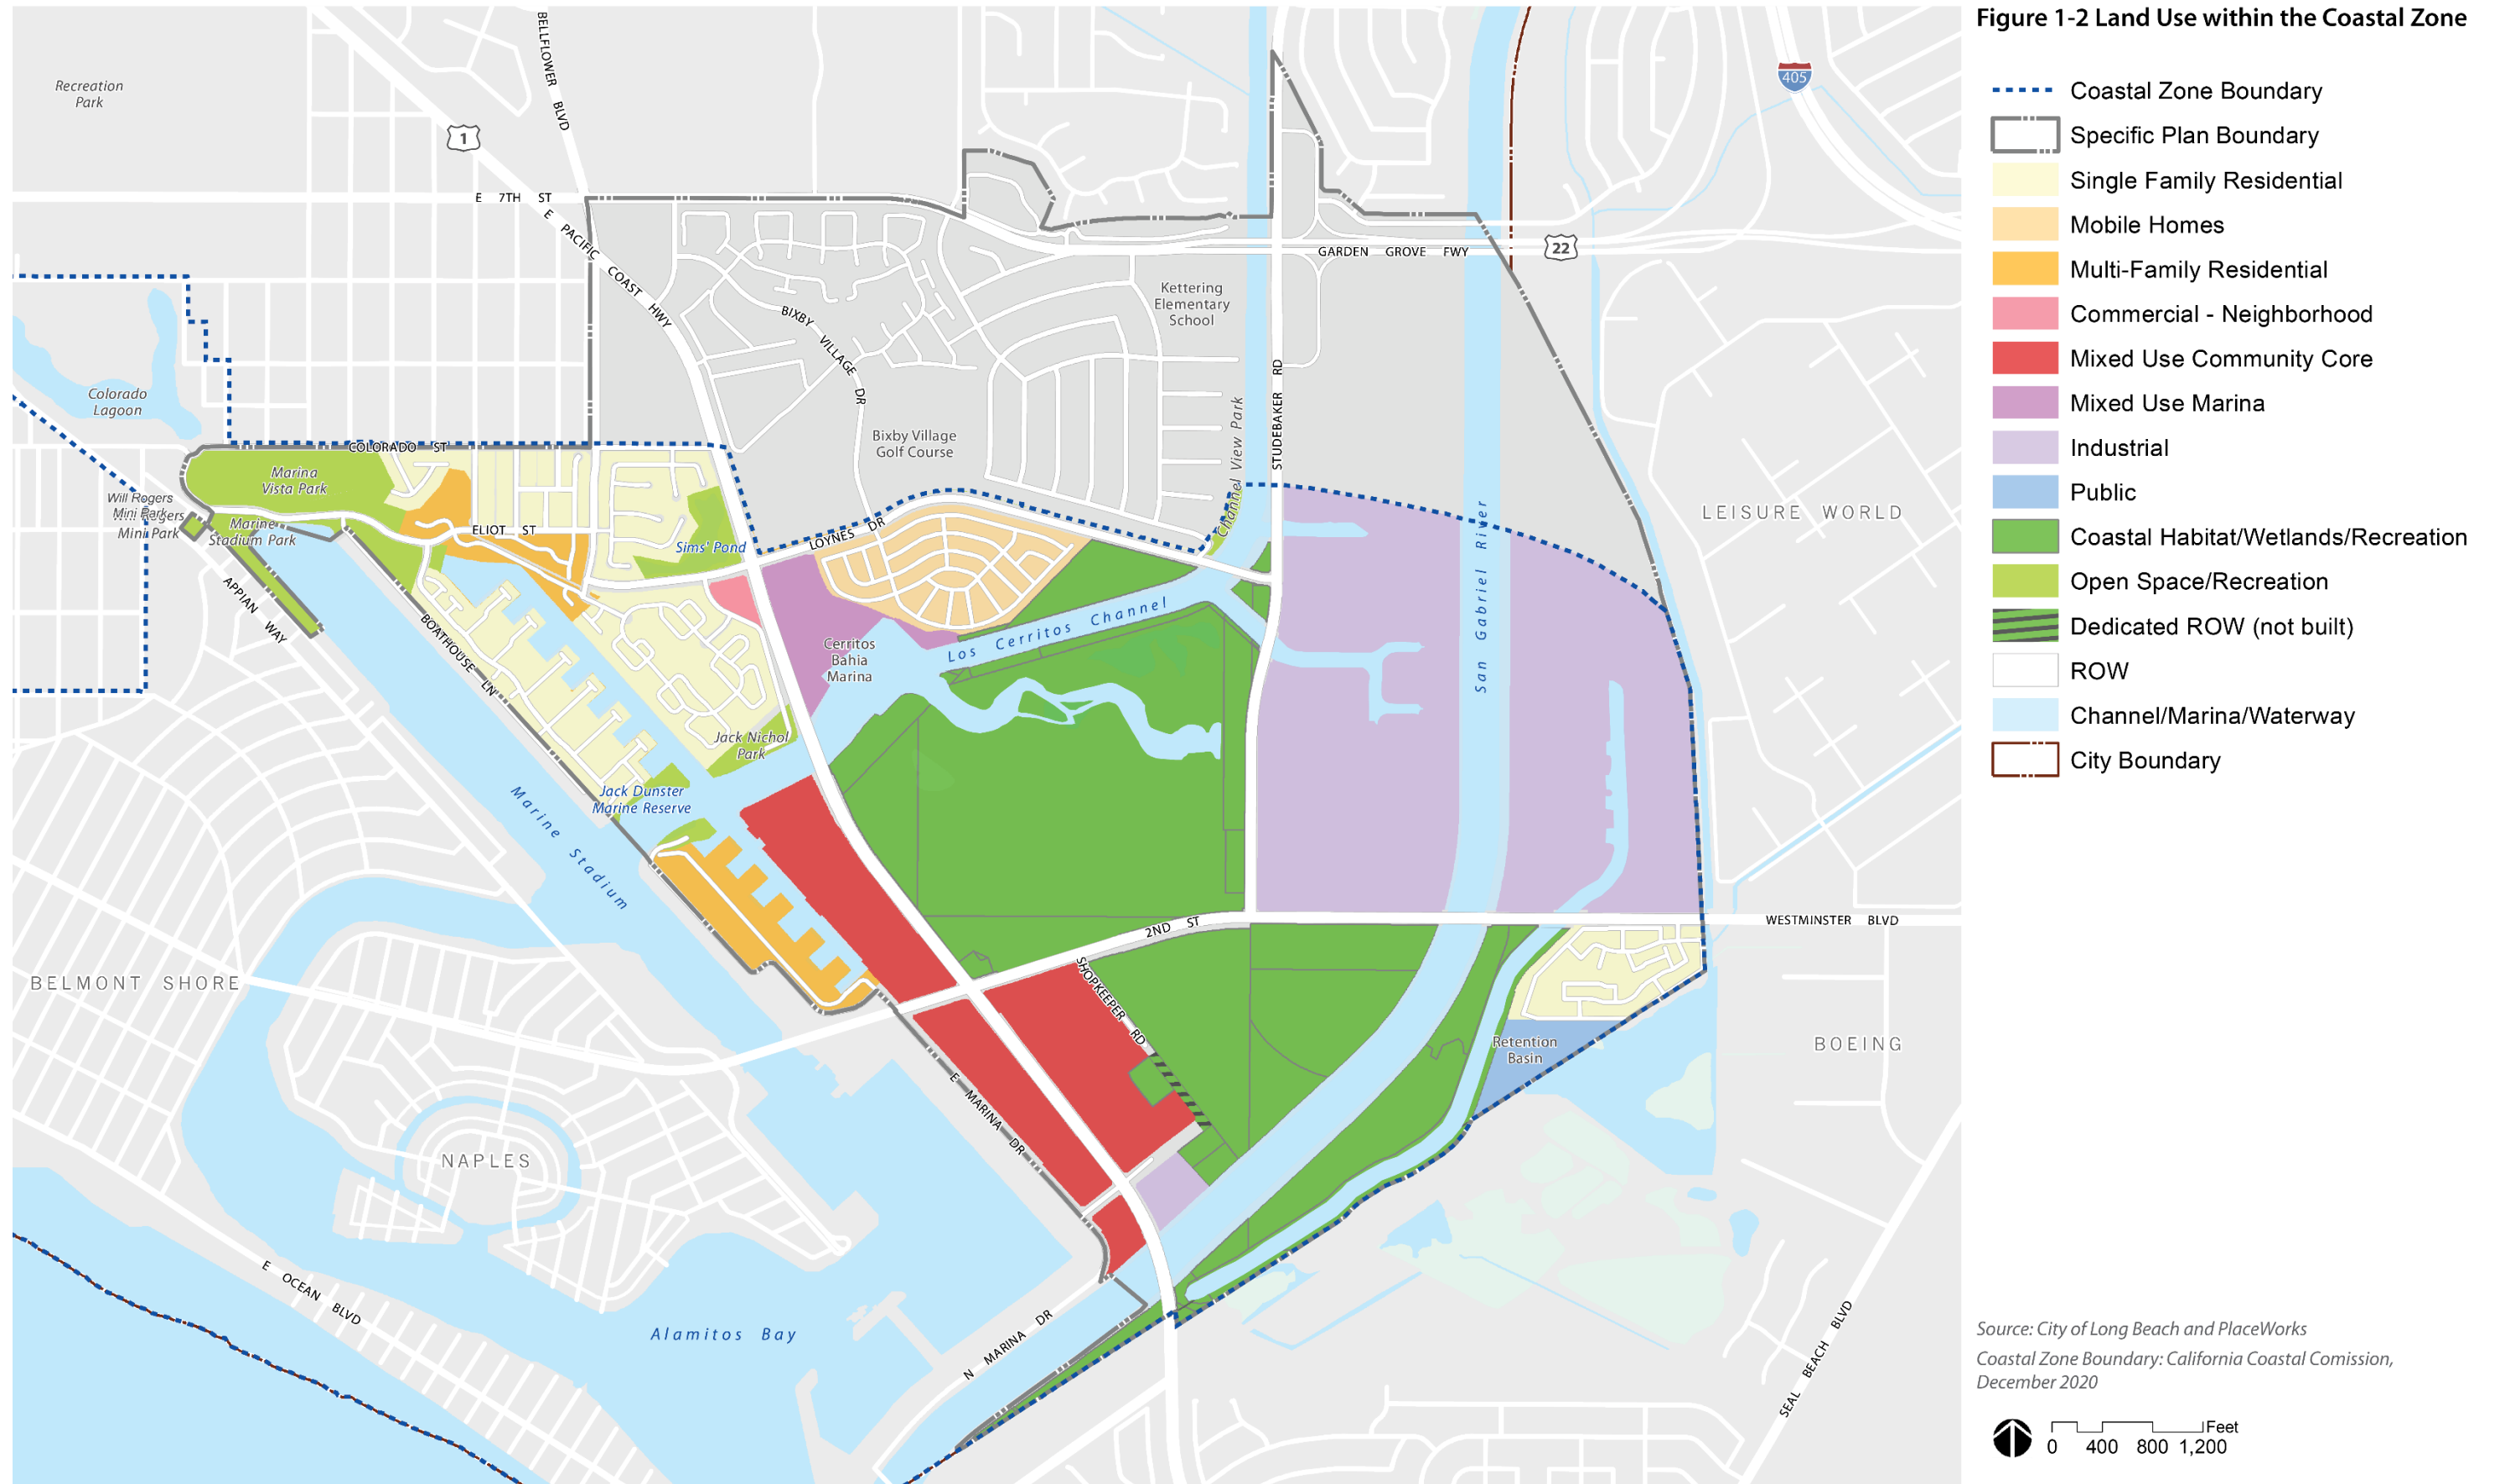 Figure 1-2 Land Use within the Coastal Zone
Coastal Zone Boundary
Specific Plan Boundary
Single Family Residential
Mobile Homes
Multi-Family Residential
Commercial - Neighborhood
Mixed Use Community Core
Mixed Use Marina
Industrial
Public
Coastal Habitat/Wetlands/Recreation
Open Space/Recreation
Dedicated ROW (not built)
ROW
Channel/Marina/Waterway
City Boundary
Source: City of Long Beach and PlaceWorks
Coastal Zone Boundary: California Coastal Comission,
December 2020
Feet
0 400 800 1,200
Recreation
Park
BELLFLOWER BLVD
1
405
E 7TH ST
E PACIFIC COAST HWY
GARDEN GROVE FWY
22
Kettering
Elementary
School
BIXBY VILLAGE DR
STUDEBAKER RD
Colorado
Lagoon
Bixby Village
Golf Course
Channel View Park
COLORADO ST
Marina
Vista Park
Will Rogers
Mini Park
Will Rogers
Mini Park
Marine
Stadium Park
ELIOT ST
Sims' Pond
LOYNES DR
LEISURE WORLD
San Gabriel River
APPIAN WAY
BOATHOUSE LN
Cerritos
Bahia
Marina
Los Cerritos Channel
Jack Nichol
Park
Jack Dunster
Marine Reserve
Marine Stadium
2ND ST
WESTMINSTER BLVD
BELMONT SHORE
SHOPKEEPER RD
Retention
Basin
BOEING
E MARINA DR
NAPLES
E OCEAN BLVD
Alamitos Bay
N MARINA DR
SEAL BEACH BLVD